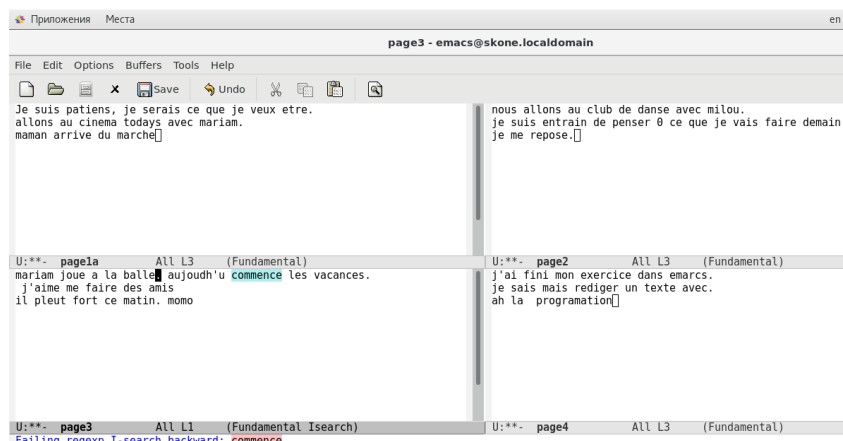 Приложения Места en
page3 - emacs@skone.localdomain
File Edit Options Buffers Tools Help
Save Undo
Je suis patiens, je serais ce que je veux etre.
allons au cinema todays avec mariam.
maman arrive du marche
U:**- page1a All L3 (Fundamental)
nous allons au club de danse avec milou.
je suis entrain de penser 0 ce que je vais faire demain
je me repose.
U:**- page2 All L3 (Fundamental)
mariam joue a la balle, aujoudh'u commence les vacances.
j'aime me faire des amis
il pleut fort ce matin. momo
U:**- page3 All L1 (Fundamental Isearch)
j'ai fini mon exercice dans emarcs.
je sais mais rediger un texte avec.
ah la programation
U:**- page4 All L3 (Fundamental)
Failing regexp I-search backward: commence